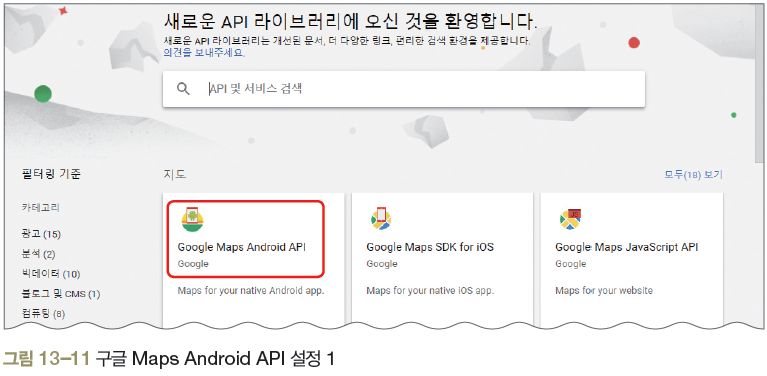 새로운 API 라이브러리에 오신 것을 환영합니다.
새로운 API 라이브러리는 개선된 문서, 더 다양한 링크, 편리한 검색 환경을 제공합니다.
의견을 보내주세요.
API 및 서비스 검색
필터링 기준
지도
모두(18) 보기
카테고리
광고 (15)
분석 (2)
빅데이터 (10)
블로그 및 CMS (1)
컴퓨팅 (8)
Google Maps Android API
Google
Maps for your native Android app.
Google Maps SDK for iOS
Google
Maps for your native iOS app.
Google Maps JavaScript API
Google
Maps for your website
그림 13-11 구글 Maps Android API 설정 1